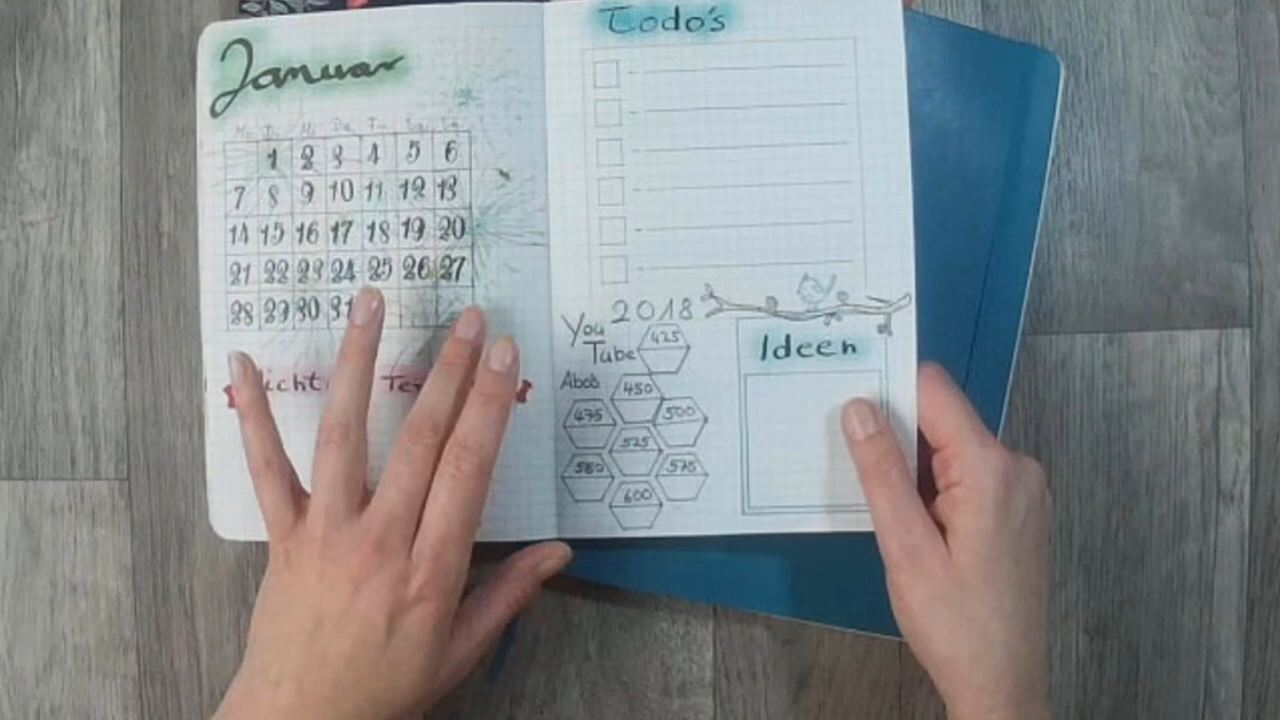 Januar
Mo Di Mi Do Fr Sa So
1 2 3 4 5 6
7 8 9 10 11 12 13
14 15 16 17 18 19 20
21 22 23 24 25 26 27
28 29 30 31
Todo's
2018
You
Tube
Abos
425
450
475 500
525
550 575
600
Ideen